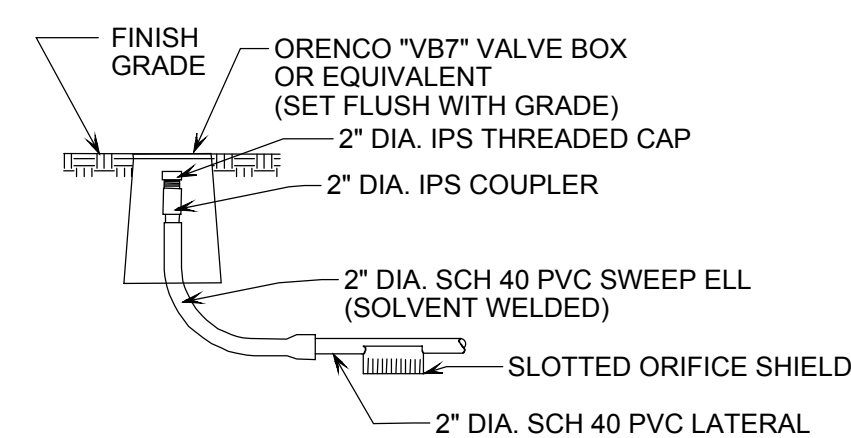 FINISH
GRADE
ORENCO "VB7" VALVE BOX
OR EQUIVALENT
(SET FLUSH WITH GRADE)
2" DIA. IPS THREADED CAP
2" DIA. IPS COUPLER
2" DIA. SCH 40 PVC SWEEP ELL
(SOLVENT WELDED)
SLOTTED ORIFICE SHIELD
2" DIA. SCH 40 PVC LATERAL